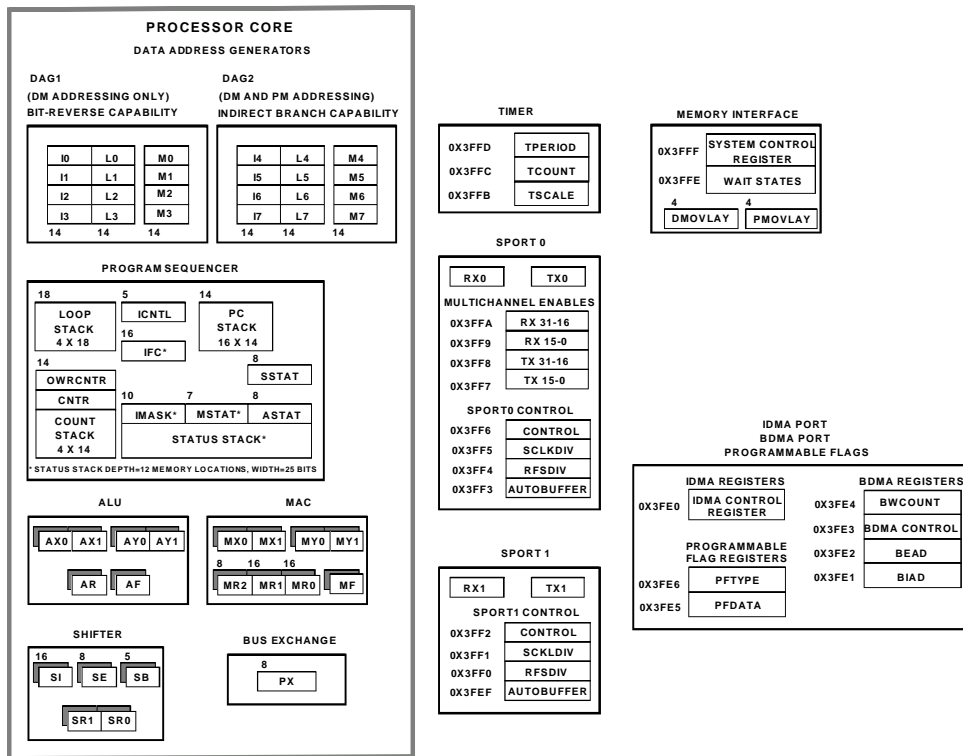 PROCESSOR CORE
DATA ADDRESS GENERATORS
DAG1
(DM ADDRESSING ONLY)
BIT-REVERSE CAPABILITY
DAG2
(DM AND PM ADDRESSING)
INDIRECT BRANCH CAPABILITY
I0 L0 M0
I1 L1 M1
I2 L2 M2
I3 L3 M3
14 14 14
I4 L4 M4
I5 L5 M5
I6 L6 M6
I7 L7 M7
14 14 14
PROGRAM SEQUENCER
18
LOOP
STACK
4 X 18
5
ICNTL
16
IFC*
14
PC
STACK
16 X 14
8
SSTAT
14
OWRCNTR
CNTR
COUNT
STACK
4 X 14
10 7 8
IMASK* MSTAT* ASTAT
STATUS STACK*
* STATUS STACK DEPTH=12 MEMORY LOCATIONS, WIDTH=25 BITS
ALU
AX0 AX1 AY0 AY1
AR AF
MAC
MX0 MX1 MY0 MY1
8 16 16
MR2 MR1 MR0 MF
SHIFTER
16 8 5
SI SE SB
SR1 SR0
BUS EXCHANGE
8
PX
TIMER
0X3FFD TPERIOD
0X3FFC TCOUNT
0X3FFB TSCALE
SPORT 0
RX0 TX0
MULTICHANNEL ENABLES
0X3FFA RX 31-16
0X3FF9 RX 15-0
0X3FF8 TX 31-16
0X3FF7 TX 15-0
SPORT0 CONTROL
0X3FF6 CONTROL
0X3FF5 SCLKDIV
0X3FF4 RFSDIV
0X3FF3 AUTOBUFFER
SPORT 1
RX1 TX1
SPORT1 CONTROL
0X3FF2 CONTROL
0X3FF1 SCKLDIV
0X3FF0 RFSDIV
0X3FEF AUTOBUFFER
MEMORY INTERFACE
0X3FFF SYSTEM CONTROL
REGISTER
0X3FFE WAIT STATES
4 4
DMOVLAY PMOVLAY
IDMA PORT
BDMA PORT
PROGRAMMABLE FLAGS
IDMA REGISTERS
0X3FE0 IDMA CONTROL
REGISTER
PROGRAMMABLE
FLAG REGISTERS
0X3FE6 PFTYPE
0X3FE5 PFDATA
BDMA REGISTERS
0X3FE4 BWCOUNT
0X3FE3 BDMA CONTROL
0X3FE2 BEAD
0X3FE1 BIAD